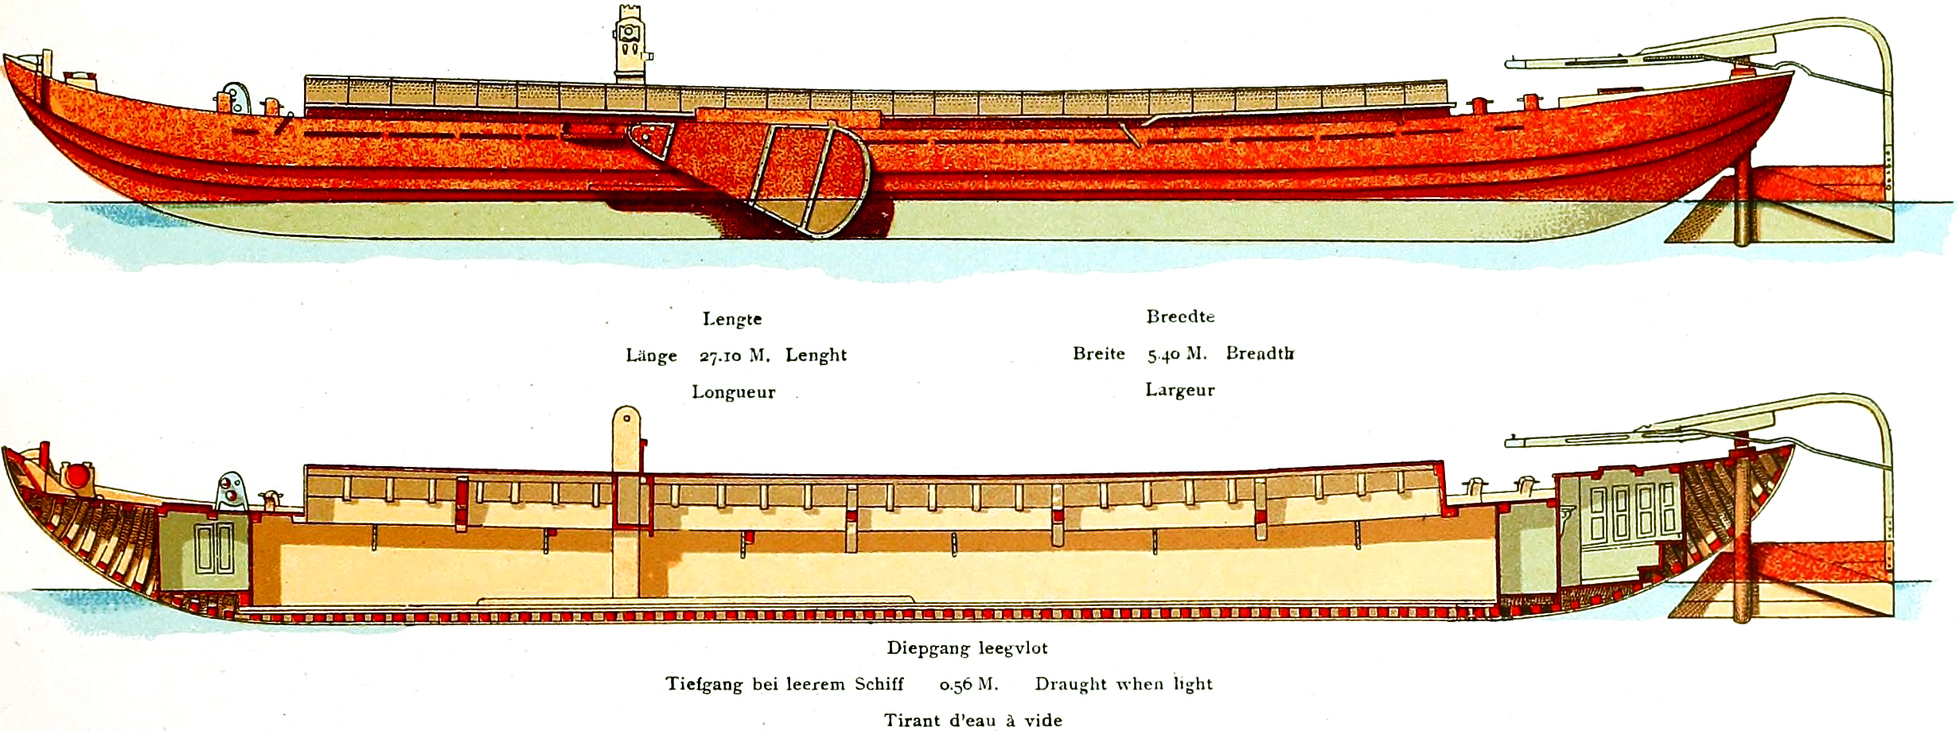 Lengte
Länge 27.10 M. Lenght
Longueur
Breedte
Breite 5.40 M. Breadth
Largeur
Diepgang leegvlot
Tiefgang bei leerem Schiff 0.56 M. Draught when light
Tirant d'eau à vide